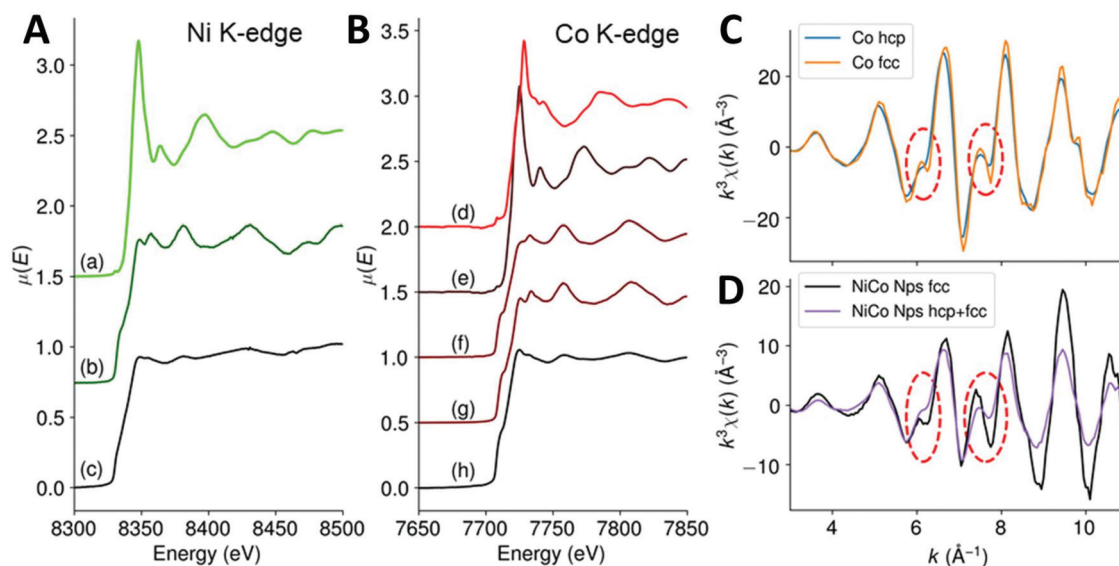 A
Ni K-edge
μ(E)
3.0
2.5
2.0
1.5
1.0
0.5
0.0
(a)
(b)
(c)
8300 8350 8400 8450 8500
Energy (eV)
B
Co K-edge
μ(E)
3.5
3.0
2.5
2.0
1.5
1.0
0.5
0.0
(d)
(e)
(f)
(g)
(h)
7650 7700 7750 7800 7850
Energy (eV)
C
Co hcp
Co fcc
k³χ(k) (Å⁻³)
20
0
−20
D
NiCo Nps fcc
NiCo Nps hcp+fcc
k³χ(k) (Å⁻³)
20
10
0
−10
4 6 8 10
k (Å⁻¹)